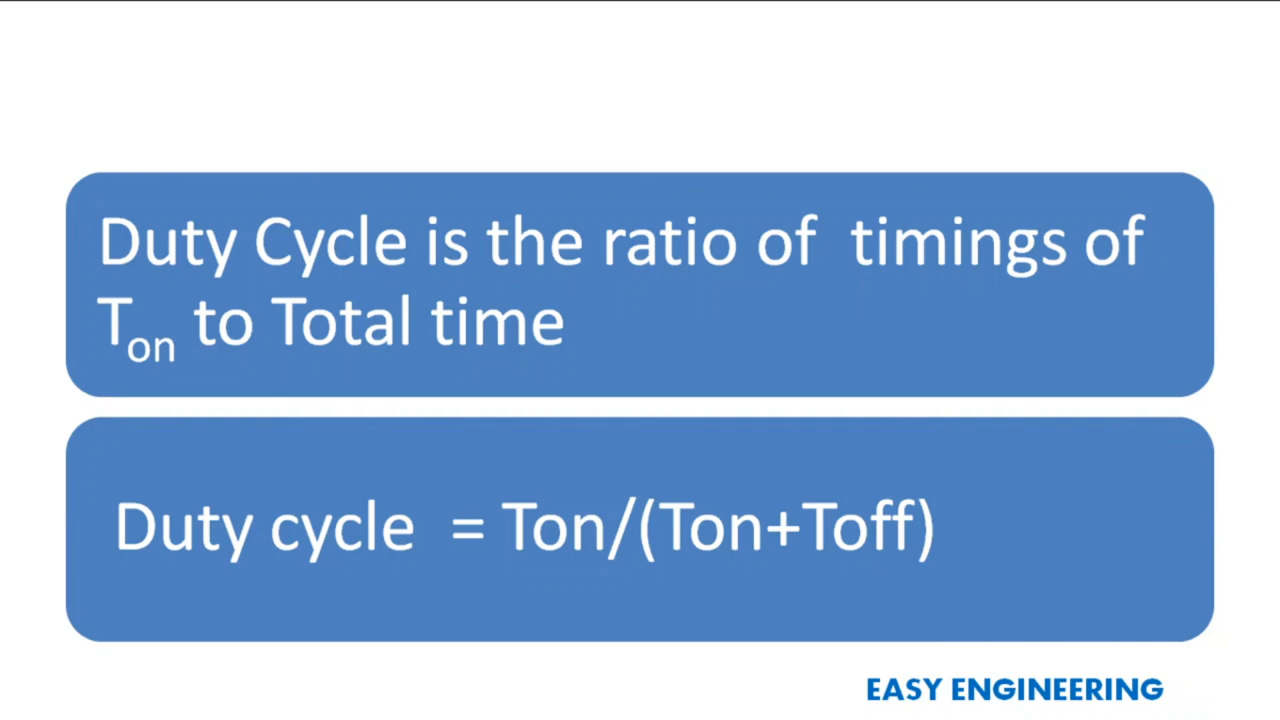 Duty Cycle is the ratio of  timings of
Ton to Total time
Duty cycle  = Ton/(Ton+Toff)
EASY ENGINEERING